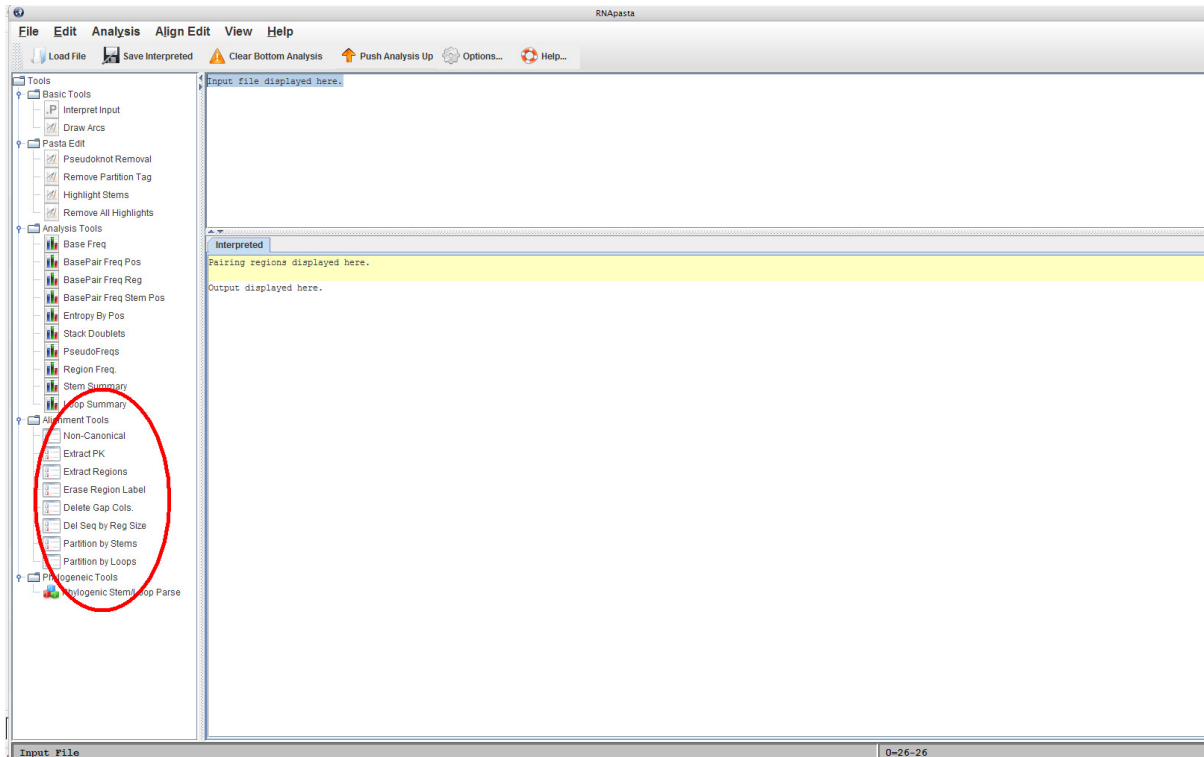 RNApasta
File Edit Analysis Align Edit View Help
Load File Save Interpreted Clear Bottom Analysis Push Analysis Up Options... Help...
Tools
Basic Tools
.P Interpret Input
Draw Arcs
Pasta Edit
Pseudoknot Removal
Remove Partition Tag
Highlight Stems
Remove All Highlights
Analysis Tools
Base Freq
BasePair Freq Pos
BasePair Freq Reg
BasePair Freq Stem Pos
Entropy By Pos
Stack Doublets
PseudoFreqs
Region Freq.
Stem Summary
Loop Summary
Alignment Tools
Non-Canonical
Extract PK
Extract Regions
Erase Region Label
Delete Gap Cols.
Del Seq by Reg Size
Partition by Stems
Partition by Loops
Phylogeneic Tools
Phylogenic Stem/Loop Parse
Input file displayed here.
Interpreted
Pairing regions displayed here.
Output displayed here.
Input File
0=26-26